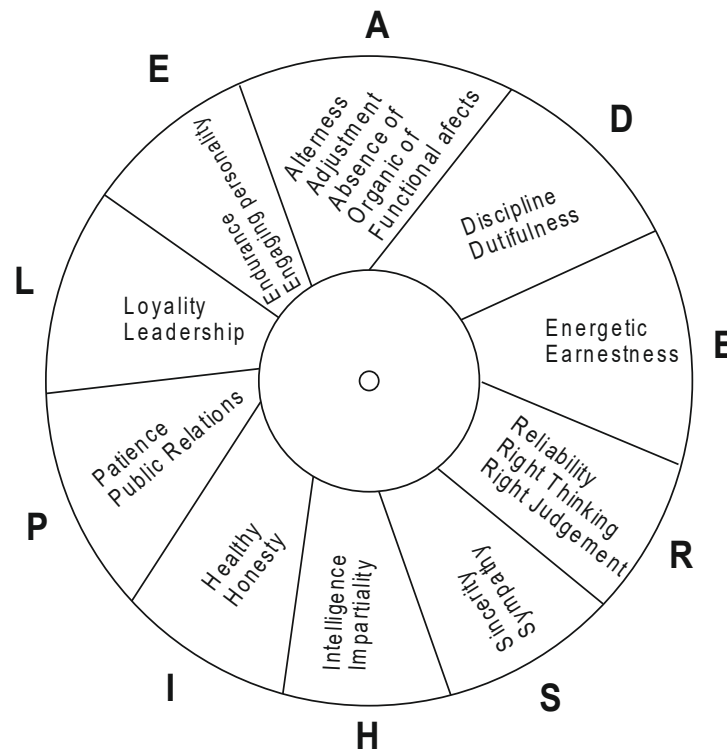 L
Loyality
Leadership
E
Endurance
Engaging personality
A
Alterness
Adjustment
Absence of
Organic of
Functional afects
D
Discipline
Dutifulness
E
Energetic
Earnestness
R
Reliability
Right Thinking
Right Judgement
S
Sincerity
Sympathy
H
Intelligence
Impartiality
I
Healthy
Honesty
P
Patience
Public Relations